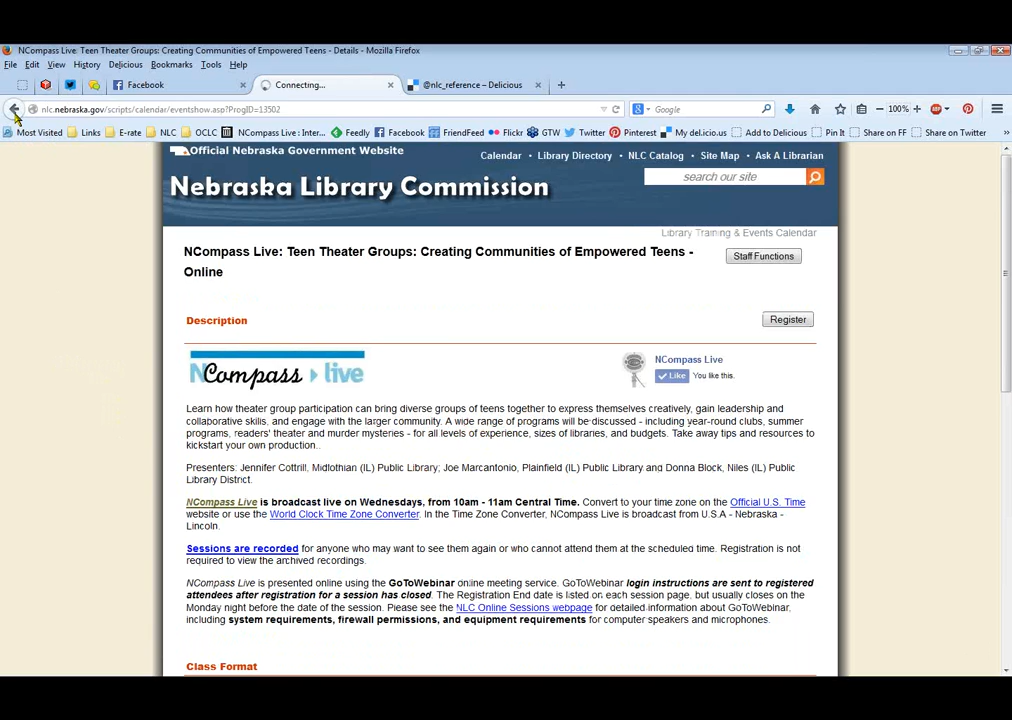 NCompass Live: Teen Theater Groups: Creating Communities of Empowered Teens - Details - Mozilla Firefox
File Edit View History Delicious Bookmarks Tools Help
Facebook × Connecting... × @nlc_reference – Delicious × +
nlc.nebraska.gov/scripts/calendar/eventshow.asp?ProgID=13502 Google 100%
Most Visited Links E-rate NLC OCLC NCompass Live: Inter... Feedly Facebook FriendFeed Flickr GTW Twitter Pinterest My del.icio.us Add to Delicious Pin It Share on FF Share on Twitter
Official Nebraska Government Website
Calendar • Library Directory • NLC Catalog • Site Map • Ask A Librarian
Nebraska Library Commission
search our site
Library Training & Events Calendar
NCompass Live: Teen Theater Groups: Creating Communities of Empowered Teens -
Online
Staff Functions
Description
Register
NCompass live
NCompass Live
Like You like this.
Learn how theater group participation can bring diverse groups of teens together to express themselves creatively, gain leadership and
collaborative skills, and engage with the larger community. A wide range of programs will be discussed - including year-round clubs, summer
programs, readers' theater and murder mysteries - for all levels of experience, sizes of libraries, and budgets. Take away tips and resources to
kickstart your own production..
Presenters: Jennifer Cottrill, Midlothian (IL) Public Library; Joe Marcantonio, Plainfield (IL) Public Library and Donna Block, Niles (IL) Public
Library District.
NCompass Live is broadcast live on Wednesdays, from 10am - 11am Central Time. Convert to your time zone on the Official U.S. Time
website or use the World Clock Time Zone Converter. In the Time Zone Converter, NCompass Live is broadcast from U.S.A - Nebraska -
Lincoln.
Sessions are recorded for anyone who may want to see them again or who cannot attend them at the scheduled time. Registration is not
required to view the archived recordings.
NCompass Live is presented online using the GoToWebinar online meeting service. GoToWebinar login instructions are sent to registered
attendees after registration for a session has closed. The Registration End date is listed on each session page, but usually closes on the
Monday night before the date of the session. Please see the NLC Online Sessions webpage for detailed information about GoToWebinar,
including system requirements, firewall permissions, and equipment requirements for computer speakers and microphones.
Class Format